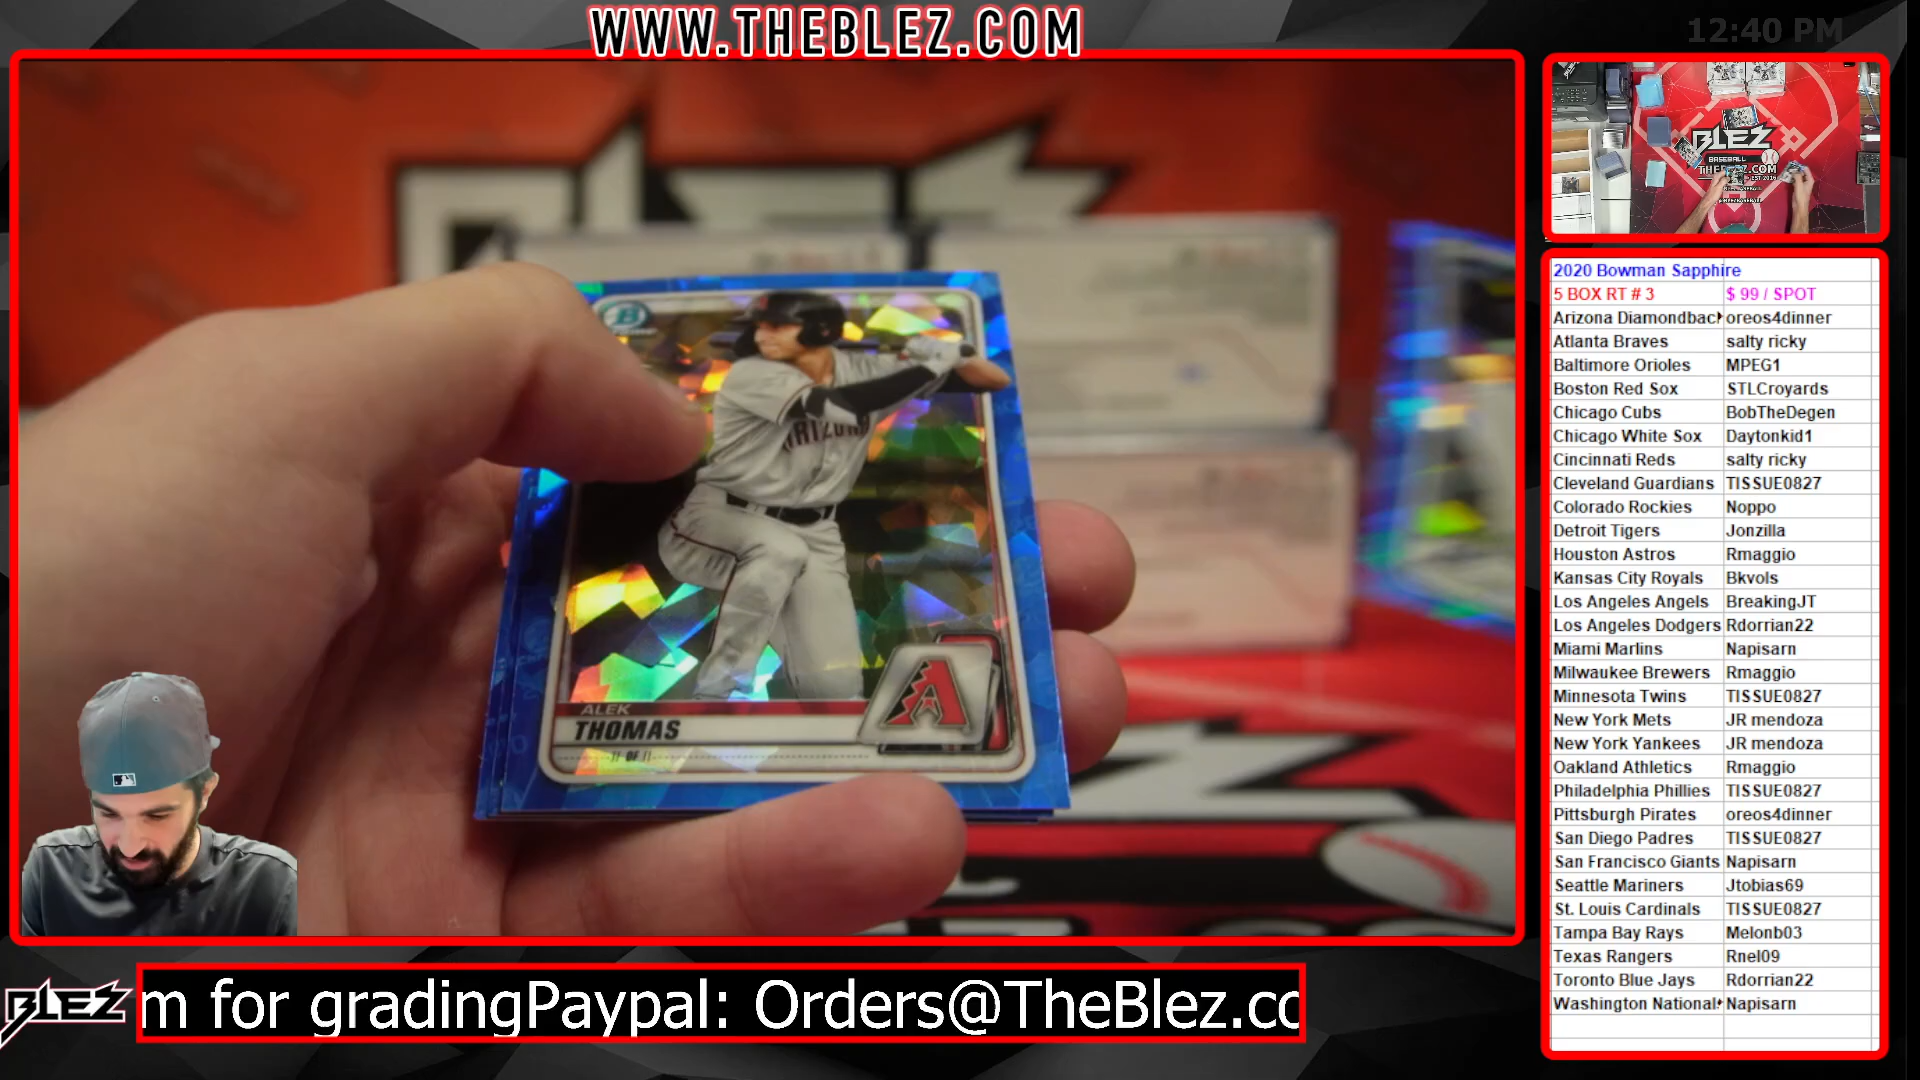 WWW.THEBLEZ.COM
12:40 PM
BLEZ
BASEBALL
THEBLEZ.COM
ARIZONA
ALEK
THOMAS
2020 Bowman Sapphire
5 BOX RT # 3 $ 99 / SPOT
Arizona Diamondbac oreos4dinner
Atlanta Braves salty ricky
Baltimore Orioles MPEG1
Boston Red Sox STLCroyards
Chicago Cubs BobTheDegen
Chicago White Sox Daytonkid1
Cincinnati Reds salty ricky
Cleveland Guardians TISSUE0827
Colorado Rockies Noppo
Detroit Tigers Jonzilla
Houston Astros Rmaggio
Kansas City Royals Bkvols
Los Angeles Angels BreakingJT
Los Angeles Dodgers Rdorrian22
Miami Marlins Napisarn
Milwaukee Brewers Rmaggio
Minnesota Twins TISSUE0827
New York Mets JR mendoza
New York Yankees JR mendoza
Oakland Athletics Rmaggio
Philadelphia Phillies TISSUE0827
Pittsburgh Pirates oreos4dinner
San Diego Padres TISSUE0827
San Francisco Giants Napisarn
Seattle Mariners Jtobias69
St. Louis Cardinals TISSUE0827
Tampa Bay Rays Melonb03
Texas Rangers Rnel09
Toronto Blue Jays Rdorrian22
Washington National Napisarn
BLEZ
m for gradingPaypal: Orders@TheBlez.co